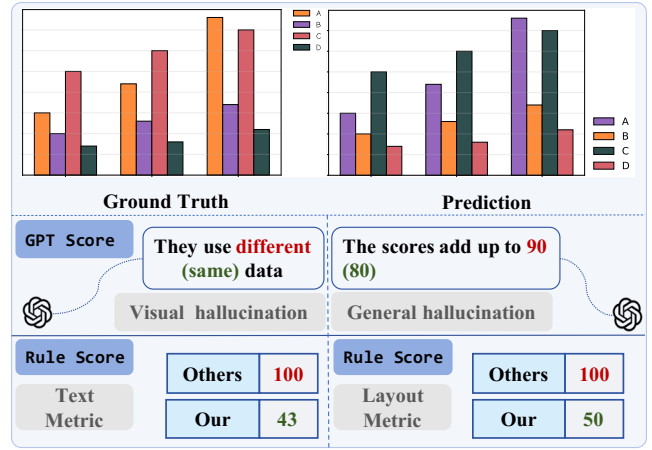 A
B
C
D
A
B
C
D
Ground Truth
Prediction
GPT Score
They use different
(same) data
The scores add up to 90
(80)
Visual hallucination
General hallucination
Rule Score
Text
Metric
Others 100
Our 43
Rule Score
Layout
Metric
Others 100
Our 50